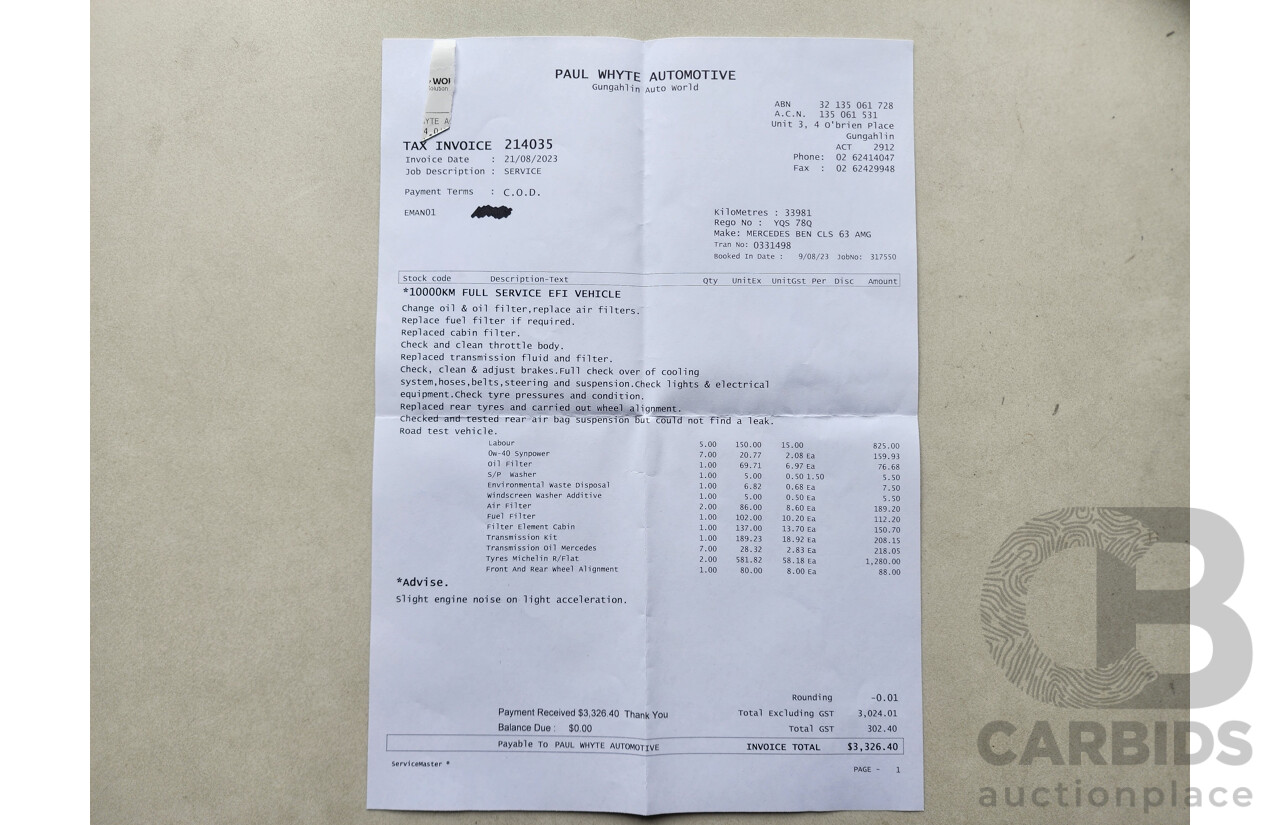 WOR
Solution
YTE A
PAUL WHYTE AUTOMOTIVE
Gungahlin Auto World
ABN 32 135 061 728
A.C.N. 135 061 531
Unit 3, 4 O'brien Place
Gungahlin
ACT 2912
Phone: 02 62414047
Fax : 02 62429948
TAX INVOICE 214035
Invoice Date : 21/08/2023
Job Description : SERVICE
Payment Terms : C.O.D.
EMAN01
KiloMetres : 33981
Rego No : YQS 78Q
Make: MERCEDES BEN CLS 63 AMG
Tran No: 0331498
Booked In Date : 9/08/23 JobNo: 317550
Stock code Description-Text Qty UnitEx UnitGst Per Disc Amount
*10000KM FULL SERVICE EFI VEHICLE
Change oil & oil filter,replace air filters.
Replace fuel filter if required.
Replaced cabin filter.
Check and clean throttle body.
Replaced transmission fluid and filter.
Check, clean & adjust brakes.Full check over of cooling
system,hoses,belts,steering and suspension.Check lights & electrical
equipment.Check tyre pressures and condition.
Replaced rear tyres and carried out wheel alignment.
Checked and tested rear air bag suspension but could not find a leak.
Road test vehicle.
Labour 5.00 150.00 15.00 825.00
0w-40 Synpower 7.00 20.77 2.08 Ea 159.93
Oil Filter 1.00 69.71 6.97 Ea 76.68
S/P Washer 1.00 5.00 0.50 1.50 5.50
Environmental Waste Disposal 1.00 6.82 0.68 Ea 7.50
Windscreen Washer Additive 1.00 5.00 0.50 Ea 5.50
Air Filter 2.00 86.00 8.60 Ea 189.20
Fuel Filter 1.00 102.00 10.20 Ea 112.20
Filter Element Cabin 1.00 137.00 13.70 Ea 150.70
Transmission Kit 1.00 189.23 18.92 Ea 208.15
Transmission Oil Mercedes 7.00 28.32 2.83 Ea 218.05
Tyres Michelin R/Flat 2.00 581.82 58.18 Ea 1,280.00
Front And Rear Wheel Alignment 1.00 80.00 8.00 Ea 88.00
*Advise.
Slight engine noise on light acceleration.
Rounding -0.01
Payment Received $3,326.40 Thank You Total Excluding GST 3,024.01
Balance Due : $0.00 Total GST 302.40
Payable To PAUL WHYTE AUTOMOTIVE INVOICE TOTAL $3,326.40
ServiceMaster *
PAGE - 1
CB
CARBIDS
auctionplace